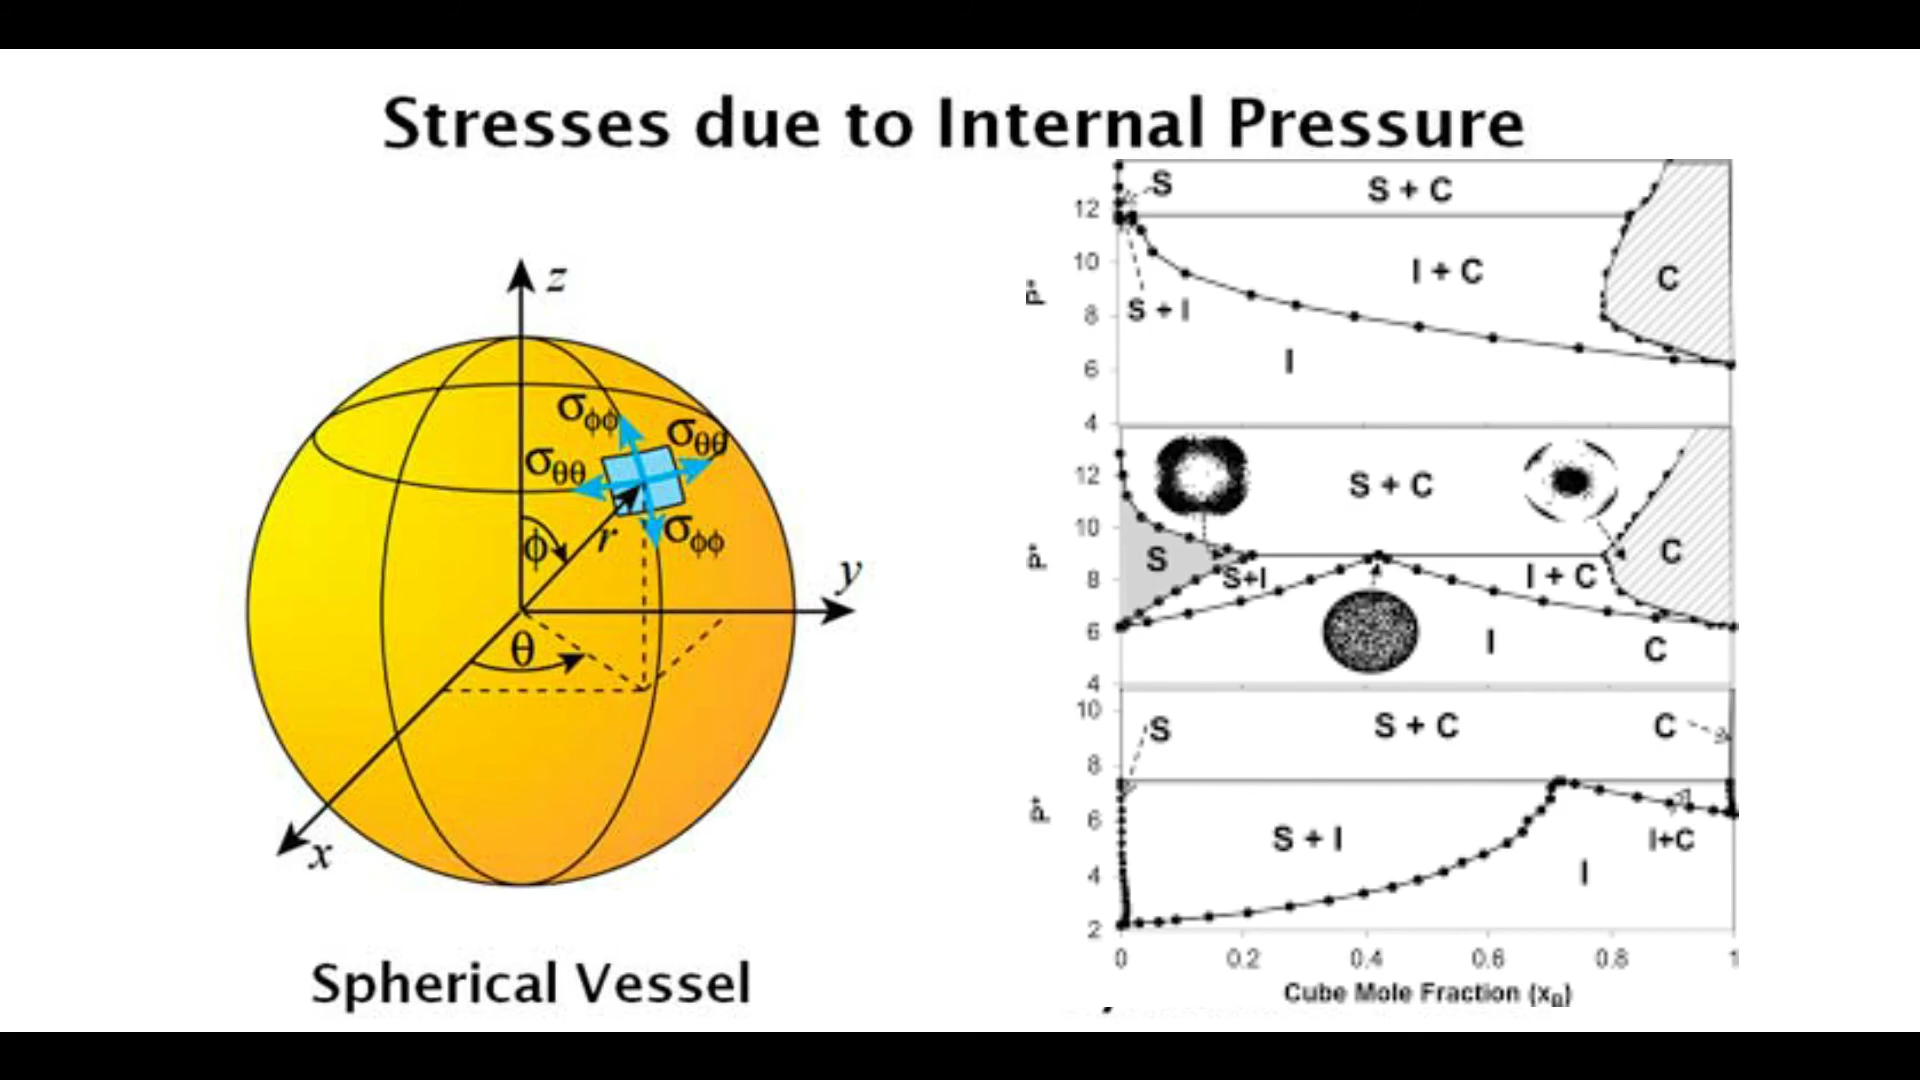 Stresses due to Internal Pressure
z
σϕϕ
σθθ
σθθ
σϕϕ
ϕ
r
y
θ
x
Spherical Vessel
S
S + C
12
10
I + C
C
P*
S + I
8
I
6
4
12
S + C
10
P*
S
S+I
I + C
C
8
6
I
C
4
10
S
S + C
C
8
P*
6
S + I
I+C
4
I
2
0
0.2
0.4
0.6
0.8
1
Cube Mole Fraction (xB)